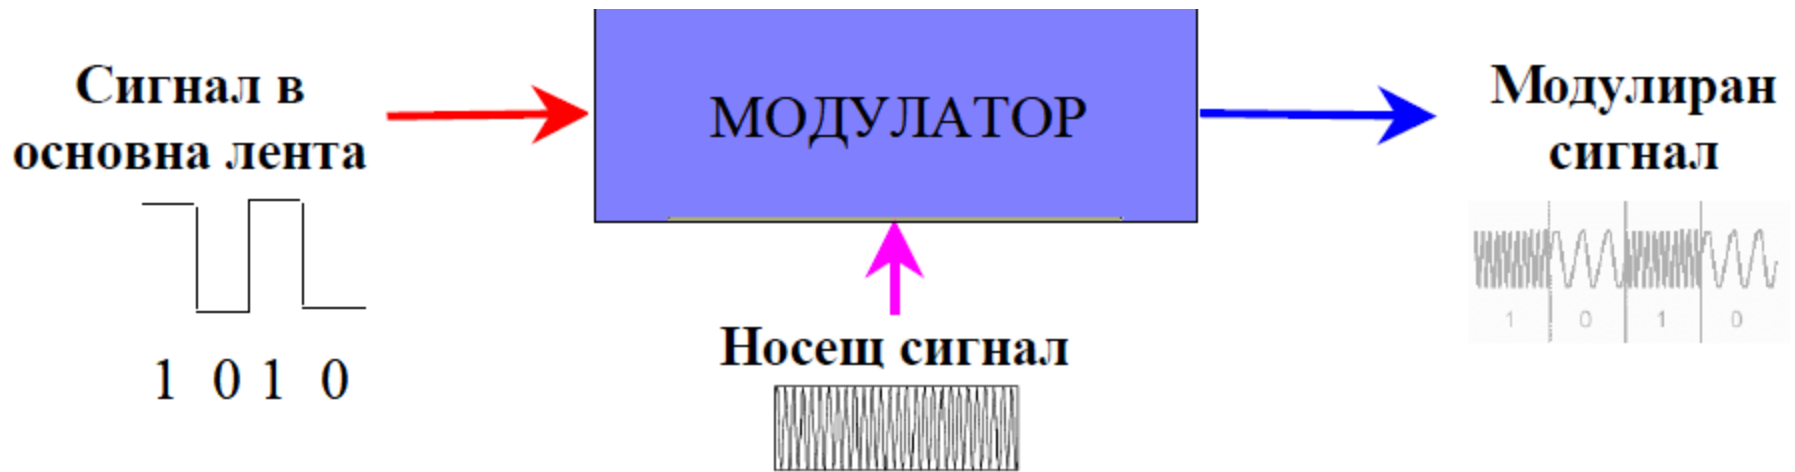 Сигнал в
основна лента
1 0 1 0
МОДУЛАТОР
Носещ сигнал
Модулиран
сигнал
1 0 1 0